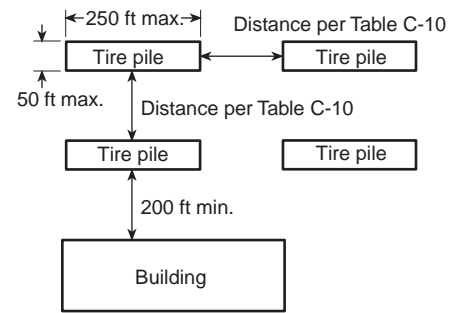 250 ft max.
Distance per Table C-10
Tire pile
Tire pile
50 ft max.
Distance per Table C-10
Tire pile
Tire pile
200 ft min.
Building